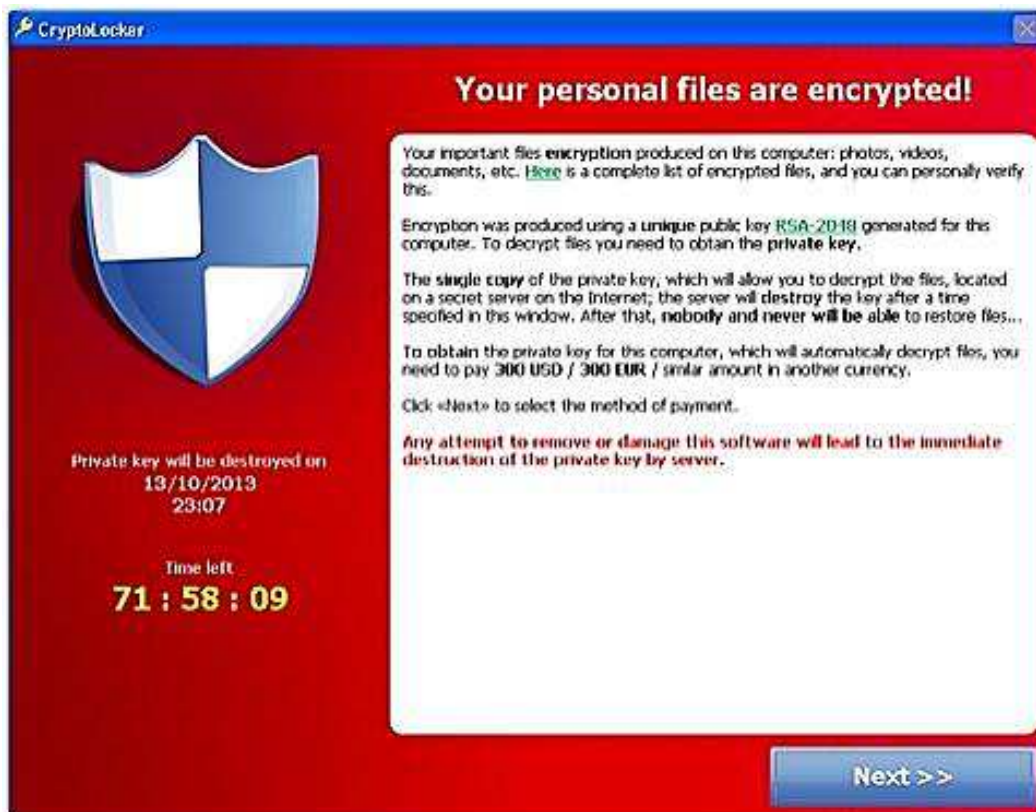 CryptoLocker
Your personal files are encrypted!
Your important files encryption produced on this computer: photos, videos,
documents, etc. Here is a complete list of encrypted files, and you can personally verify
this.
Encryption was produced using a unique public key RSA-2048 generated for this
computer. To decrypt files you need to obtain the private key.
The single copy of the private key, which will allow you to decrypt the files, located
on a secret server on the Internet; the server will destroy the key after a time
specified in this window. After that, nobody and never will be able to restore files...
To obtain the private key for this computer, which will automatically decrypt files, you
need to pay 300 USD / 300 EUR / similar amount in another currency.
Click «Next» to select the method of payment.
Any attempt to remove or damage this software will lead to the immediate
destruction of the private key by server.
Private key will be destroyed on
13/10/2013
23:07
Time left
71 : 58 : 09
Next >>